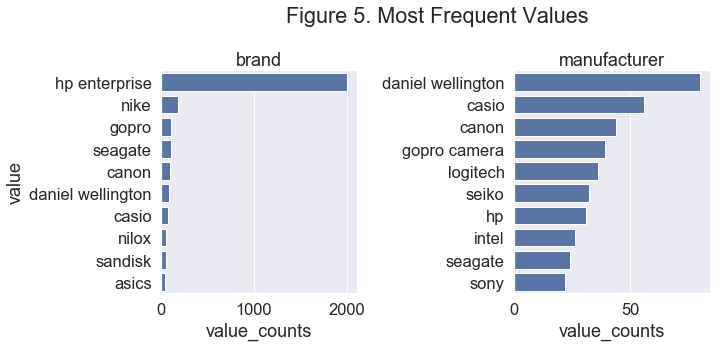 Figure 5. Most Frequent Values
brand
value
hp enterprise
nike
gopro
seagate
canon
daniel wellington
casio
nilox
sandisk
asics
0 1000 2000
value_counts
manufacturer
daniel wellington
casio
canon
gopro camera
logitech
seiko
hp
intel
seagate
sony
0 50
value_counts